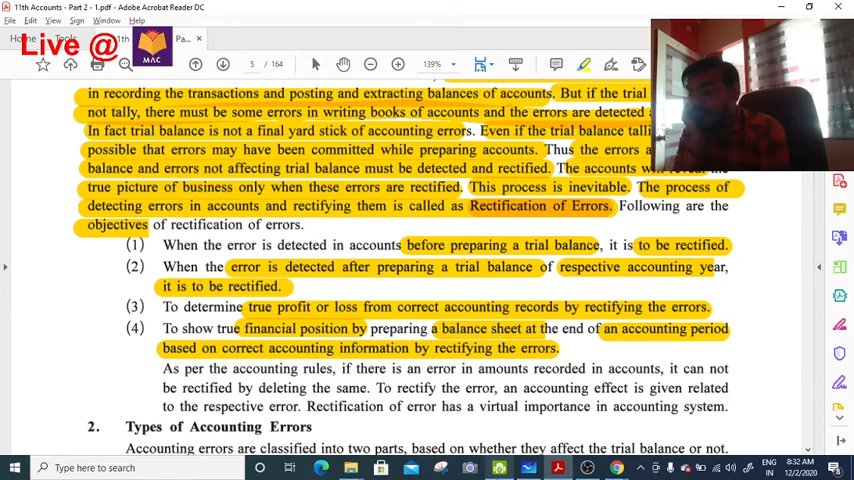 11th Accounts - Part 2 - 1.pdf - Adobe Acrobat Reader DC
File Edit View Sign Window Help
Home Tools Pa... ×
Live @
MAC
5 / 164 139%
in recording the transactions and posting and extracting balances of accounts. But if the trial
not tally, there must be some errors in writing books of accounts and the errors are detected
In fact trial balance is not a final yard stick of accounting errors. Even if the trial balance
possible that errors may have been committed while preparing accounts. Thus the errors
balance and errors not affecting trial balance must be detected and rectified. The accounts will reveal the
true picture of business only when these errors are rectified. This process is inevitable. The process of
detecting errors in accounts and rectifying them is called as Rectification of Errors. Following are the
objectives of rectification of errors.
(1) When the error is detected in accounts before preparing a trial balance, it is to be rectified.
(2) When the error is detected after preparing a trial balance of respective accounting year,
it is to be rectified.
(3) To determine true profit or loss from correct accounting records by rectifying the errors.
(4) To show true financial position by preparing a balance sheet at the end of an accounting period
based on correct accounting information by rectifying the errors.
As per the accounting rules, if there is an error in amounts recorded in accounts, it can not
be rectified by deleting the same. To rectify the error, an accounting effect is given related
to the respective error. Rectification of error has a virtual importance in accounting system.
2. Types of Accounting Errors
Accounting errors are classified into two parts, based on whether they affect the trial balance or not.
Type here to search
ENG
IN
8:32 AM
12/2/2020